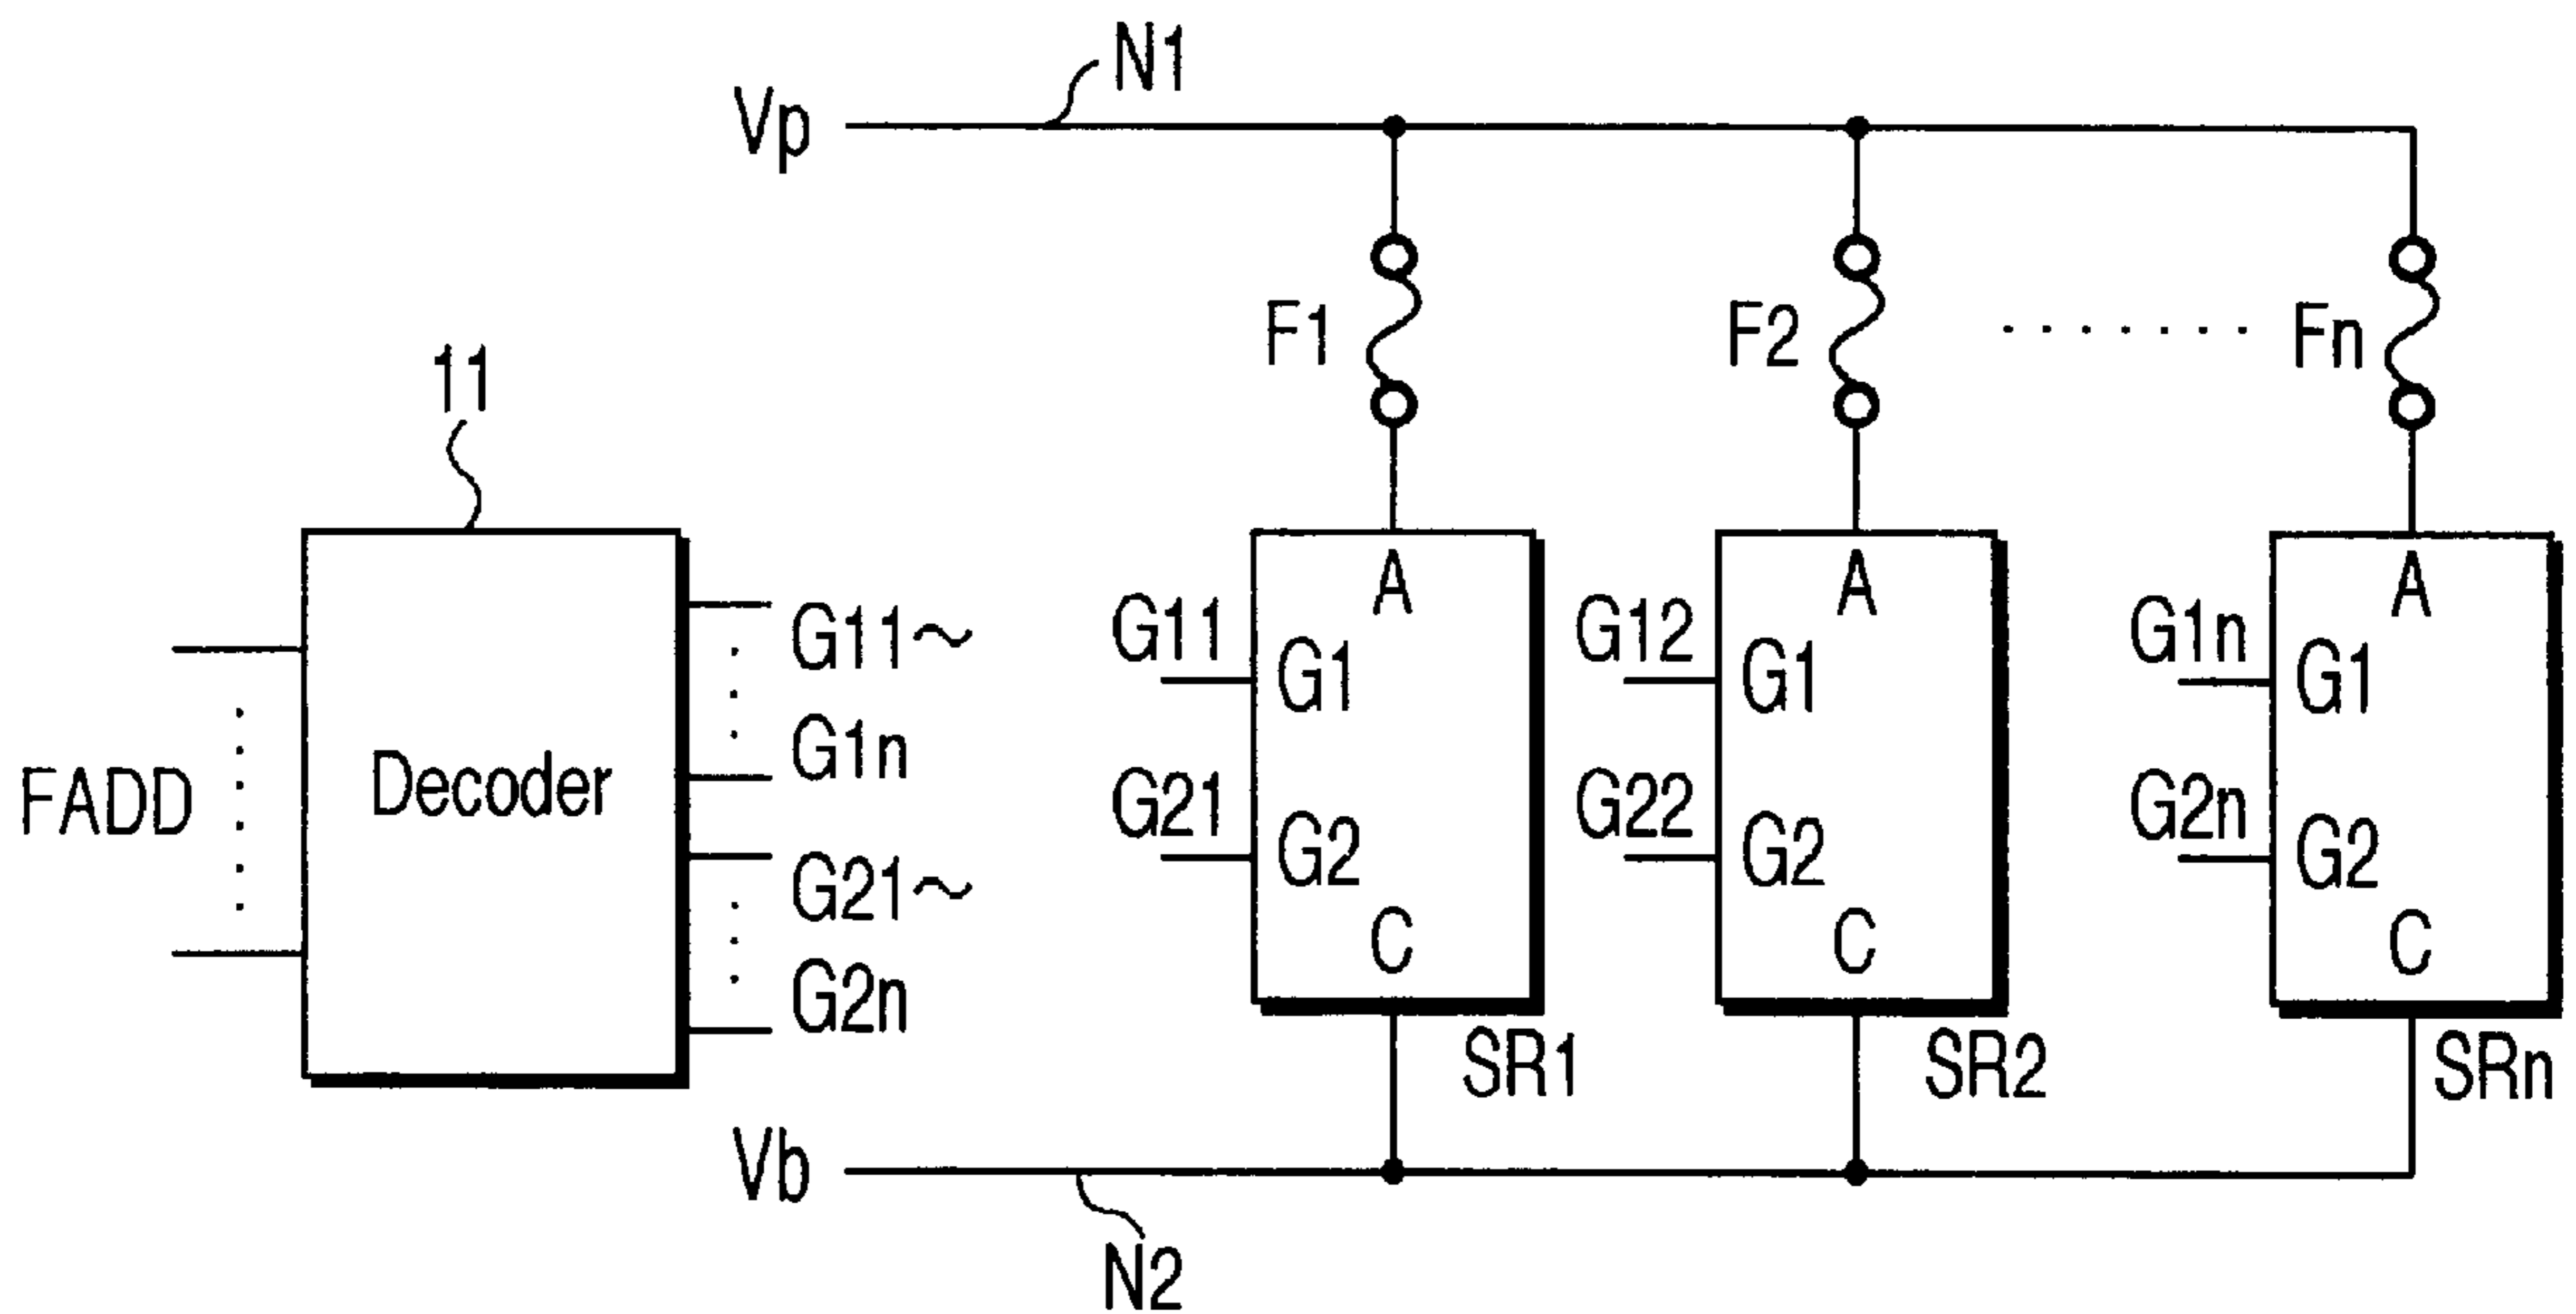 N1
Vp
F1
F2
.......
Fn
11
A
A
A
G11~
G11
G12
G1n
G1
G1
G1
G1n
FADD
Decoder
G21
G22
G2n
G2
G2
G2
G21~
C
C
C
G2n
SR1
SR2
SRn
Vb
N2